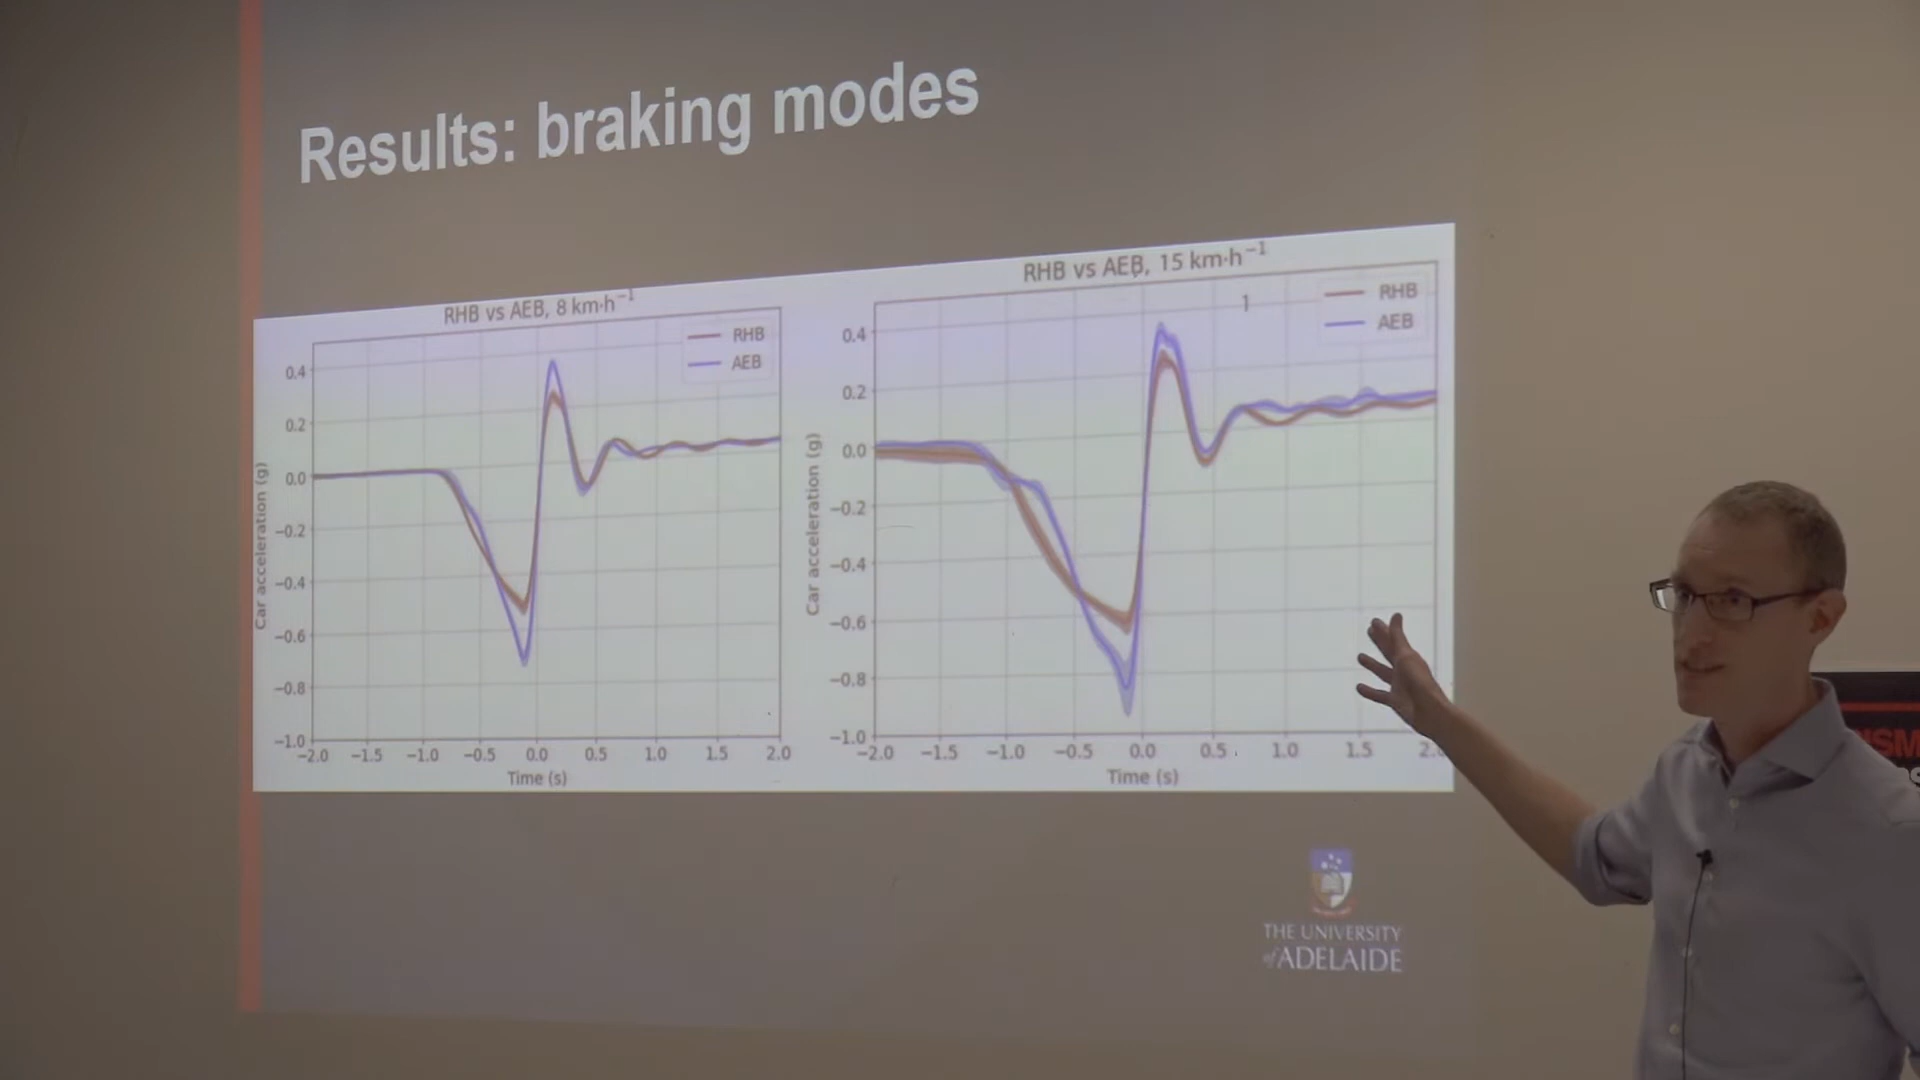 Results: braking modes
RHB vs AEB, 8 km·h⁻¹
RHB
AEB
0.4
0.2
0.0
−0.2
−0.4
−0.6
−0.8
−1.0
Car acceleration (g)
−2.0 −1.5 −1.0 −0.5 0.0 0.5 1.0 1.5 2.0
Time (s)
RHB vs AEB, 15 km·h⁻¹
RHB
AEB
0.4
0.2
0.0
−0.2
−0.4
−0.6
−0.8
−1.0
Car acceleration (g)
−2.0 −1.5 −1.0 −0.5 0.0 0.5 1.0 1.5
Time (s)
THE UNIVERSITY
of ADELAIDE